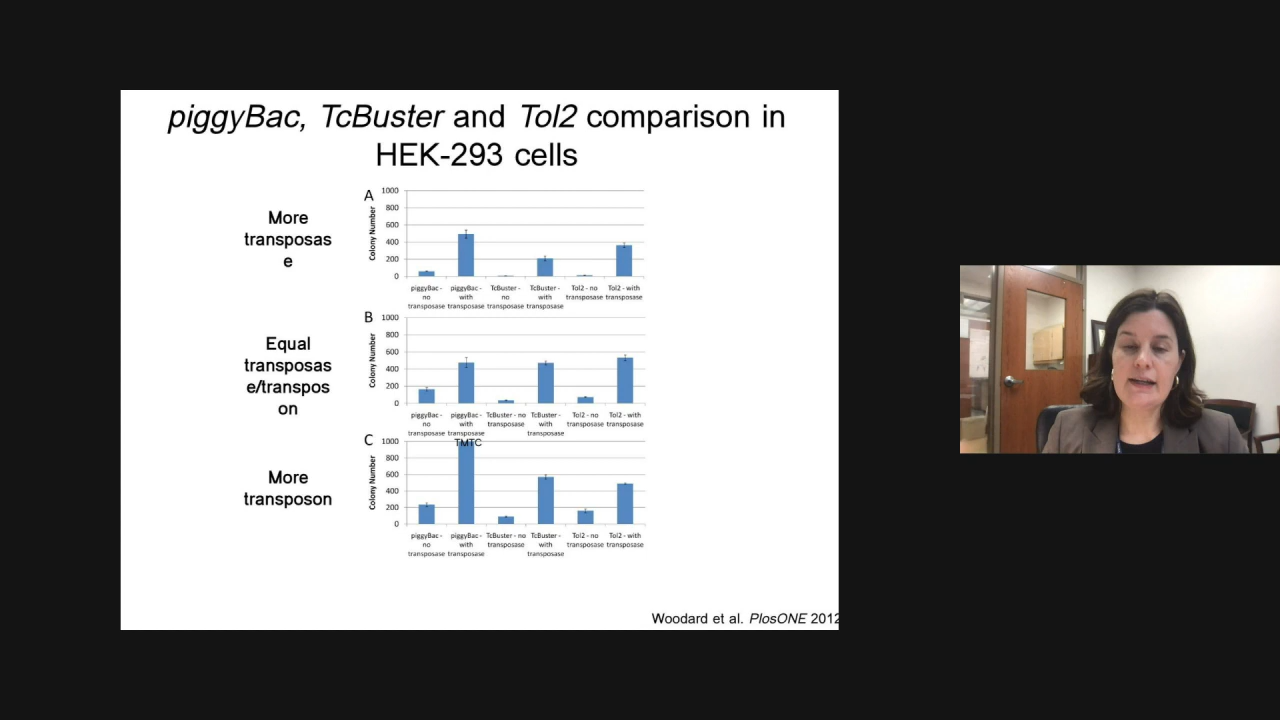 piggyBac, TcBuster and Tol2 comparison in
HEK-293 cells
More
transposas
e
A
1000
800
600
400
200
0
Colony Number
piggyBac -
no
transposase
piggyBac -
with
transposase
TcBuster -
no
transposase
TcBuster -
with
transposase
Tol2 - no
transposase
Tol2 - with
transposase
Equal
transposas
e/transpos
on
B
1000
800
600
400
200
0
Colony Number
piggyBac -
no
transposase
piggyBac -
with
transposase
TcBuster - no
transposase
TcBuster -
with
transposase
Tol2 - no
transposase
Tol2 - with
transposase
More
transposon
C
TMTC
1000
800
600
400
200
0
Colony Number
piggyBac -
no
transposase
piggyBac -
with
transposase
TcBuster - no
transposase
TcBuster -
with
transposase
Tol2 - no
transposase
Tol2 - with
transposase
Woodard et al. PlosONE 2012